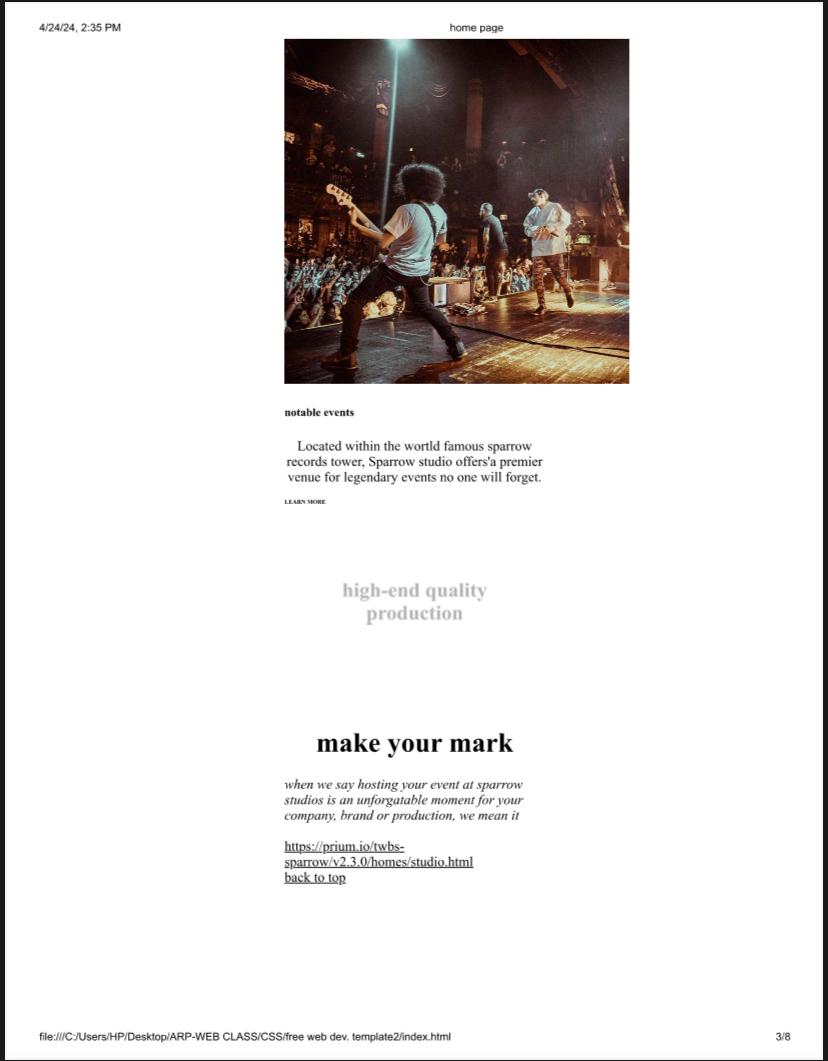 4/24/24, 2:35 PM home page
notable events
Located within the wortld famous sparrow
records tower, Sparrow studio offers'a premier
venue for legendary events no one will forget.
LEARN MORE
high-end quality
production
make your mark
when we say hosting your event at sparrow
studios is an unforgatable moment for your
company, brand or production, we mean it
https://prium.io/twbs-
sparrow/v2.3.0/homes/studio.html
back to top
file:///C:/Users/HP/Desktop/ARP-WEB CLASS/CSS/free web dev. template2/index.html 3/8